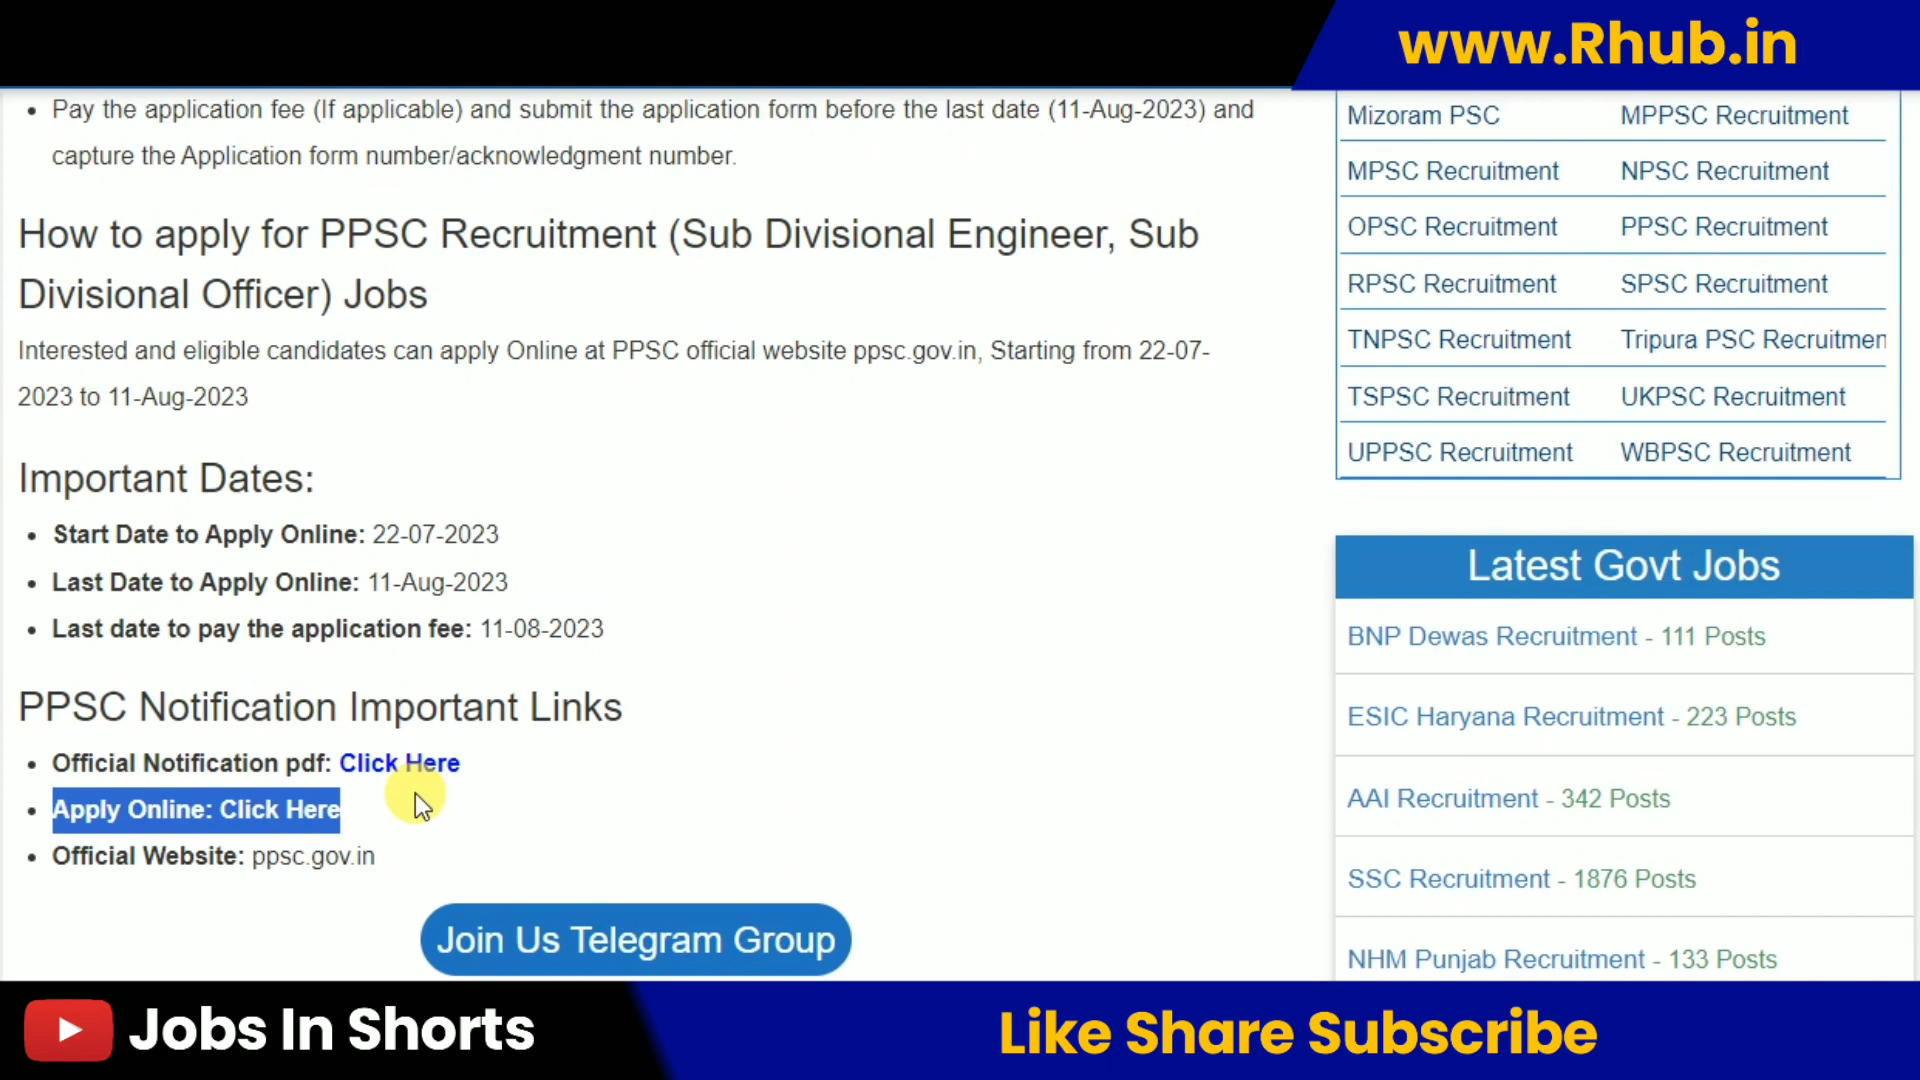 www.Rhub.in
• Pay the application fee (If applicable) and submit the application form before the last date (11-Aug-2023) and
capture the Application form number/acknowledgment number.
How to apply for PPSC Recruitment (Sub Divisional Engineer, Sub
Divisional Officer) Jobs
Interested and eligible candidates can apply Online at PPSC official website ppsc.gov.in, Starting from 22-07-
2023 to 11-Aug-2023
Important Dates:
• Start Date to Apply Online: 22-07-2023
• Last Date to Apply Online: 11-Aug-2023
• Last date to pay the application fee: 11-08-2023
PPSC Notification Important Links
• Official Notification pdf: Click Here
• Apply Online: Click Here
• Official Website: ppsc.gov.in
Join Us Telegram Group
Mizoram PSC MPPSC Recruitment
MPSC Recruitment NPSC Recruitment
OPSC Recruitment PPSC Recruitment
RPSC Recruitment SPSC Recruitment
TNPSC Recruitment Tripura PSC Recruitmen
TSPSC Recruitment UKPSC Recruitment
UPPSC Recruitment WBPSC Recruitment
Latest Govt Jobs
BNP Dewas Recruitment - 111 Posts
ESIC Haryana Recruitment - 223 Posts
AAI Recruitment - 342 Posts
SSC Recruitment - 1876 Posts
NHM Punjab Recruitment - 133 Posts
Jobs In Shorts
Like Share Subscribe